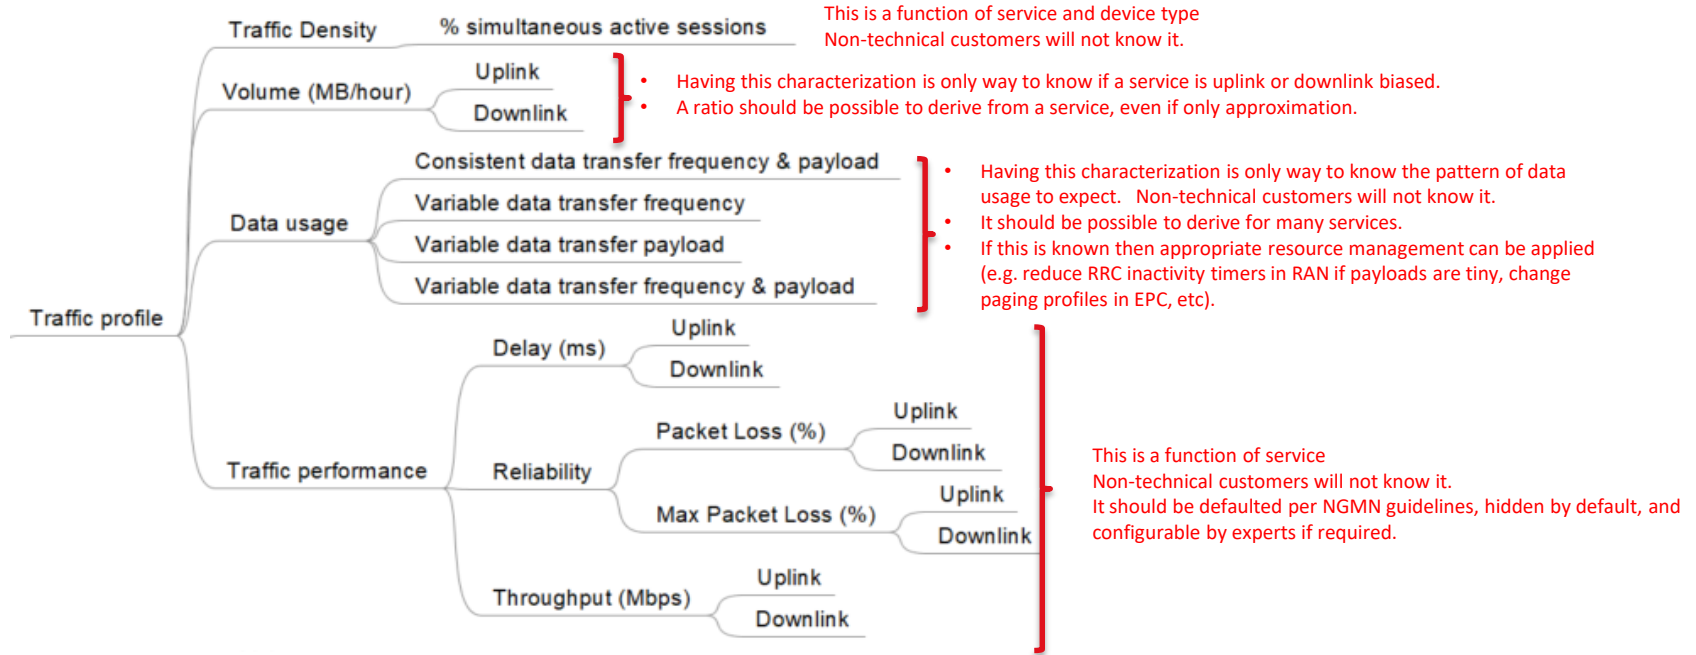 This is a function of service and device type
Non-technical customers will not know it.
Traffic Density
% simultaneous active sessions
Volume (MB/hour)
Uplink
Downlink
• Having this characterization is only way to know if a service is uplink or downlink biased.
• A ratio should be possible to derive from a service, even if only approximation.
Data usage
Consistent data transfer frequency & payload
Variable data transfer frequency
Variable data transfer payload
Variable data transfer frequency & payload
• Having this characterization is only way to know the pattern of data
usage to expect. Non-technical customers will not know it.
• It should be possible to derive for many services.
• If this is known then appropriate resource management can be applied
(e.g. reduce RRC inactivity timers in RAN if payloads are tiny, change
paging profiles in EPC, etc).
Traffic profile
Traffic performance
Delay (ms)
Uplink
Downlink
Reliability
Packet Loss (%)
Uplink
Downlink
Max Packet Loss (%)
Uplink
Downlink
Throughput (Mbps)
Uplink
Downlink
This is a function of service
Non-technical customers will not know it.
It should be defaulted per NGMN guidelines, hidden by default, and
configurable by experts if required.